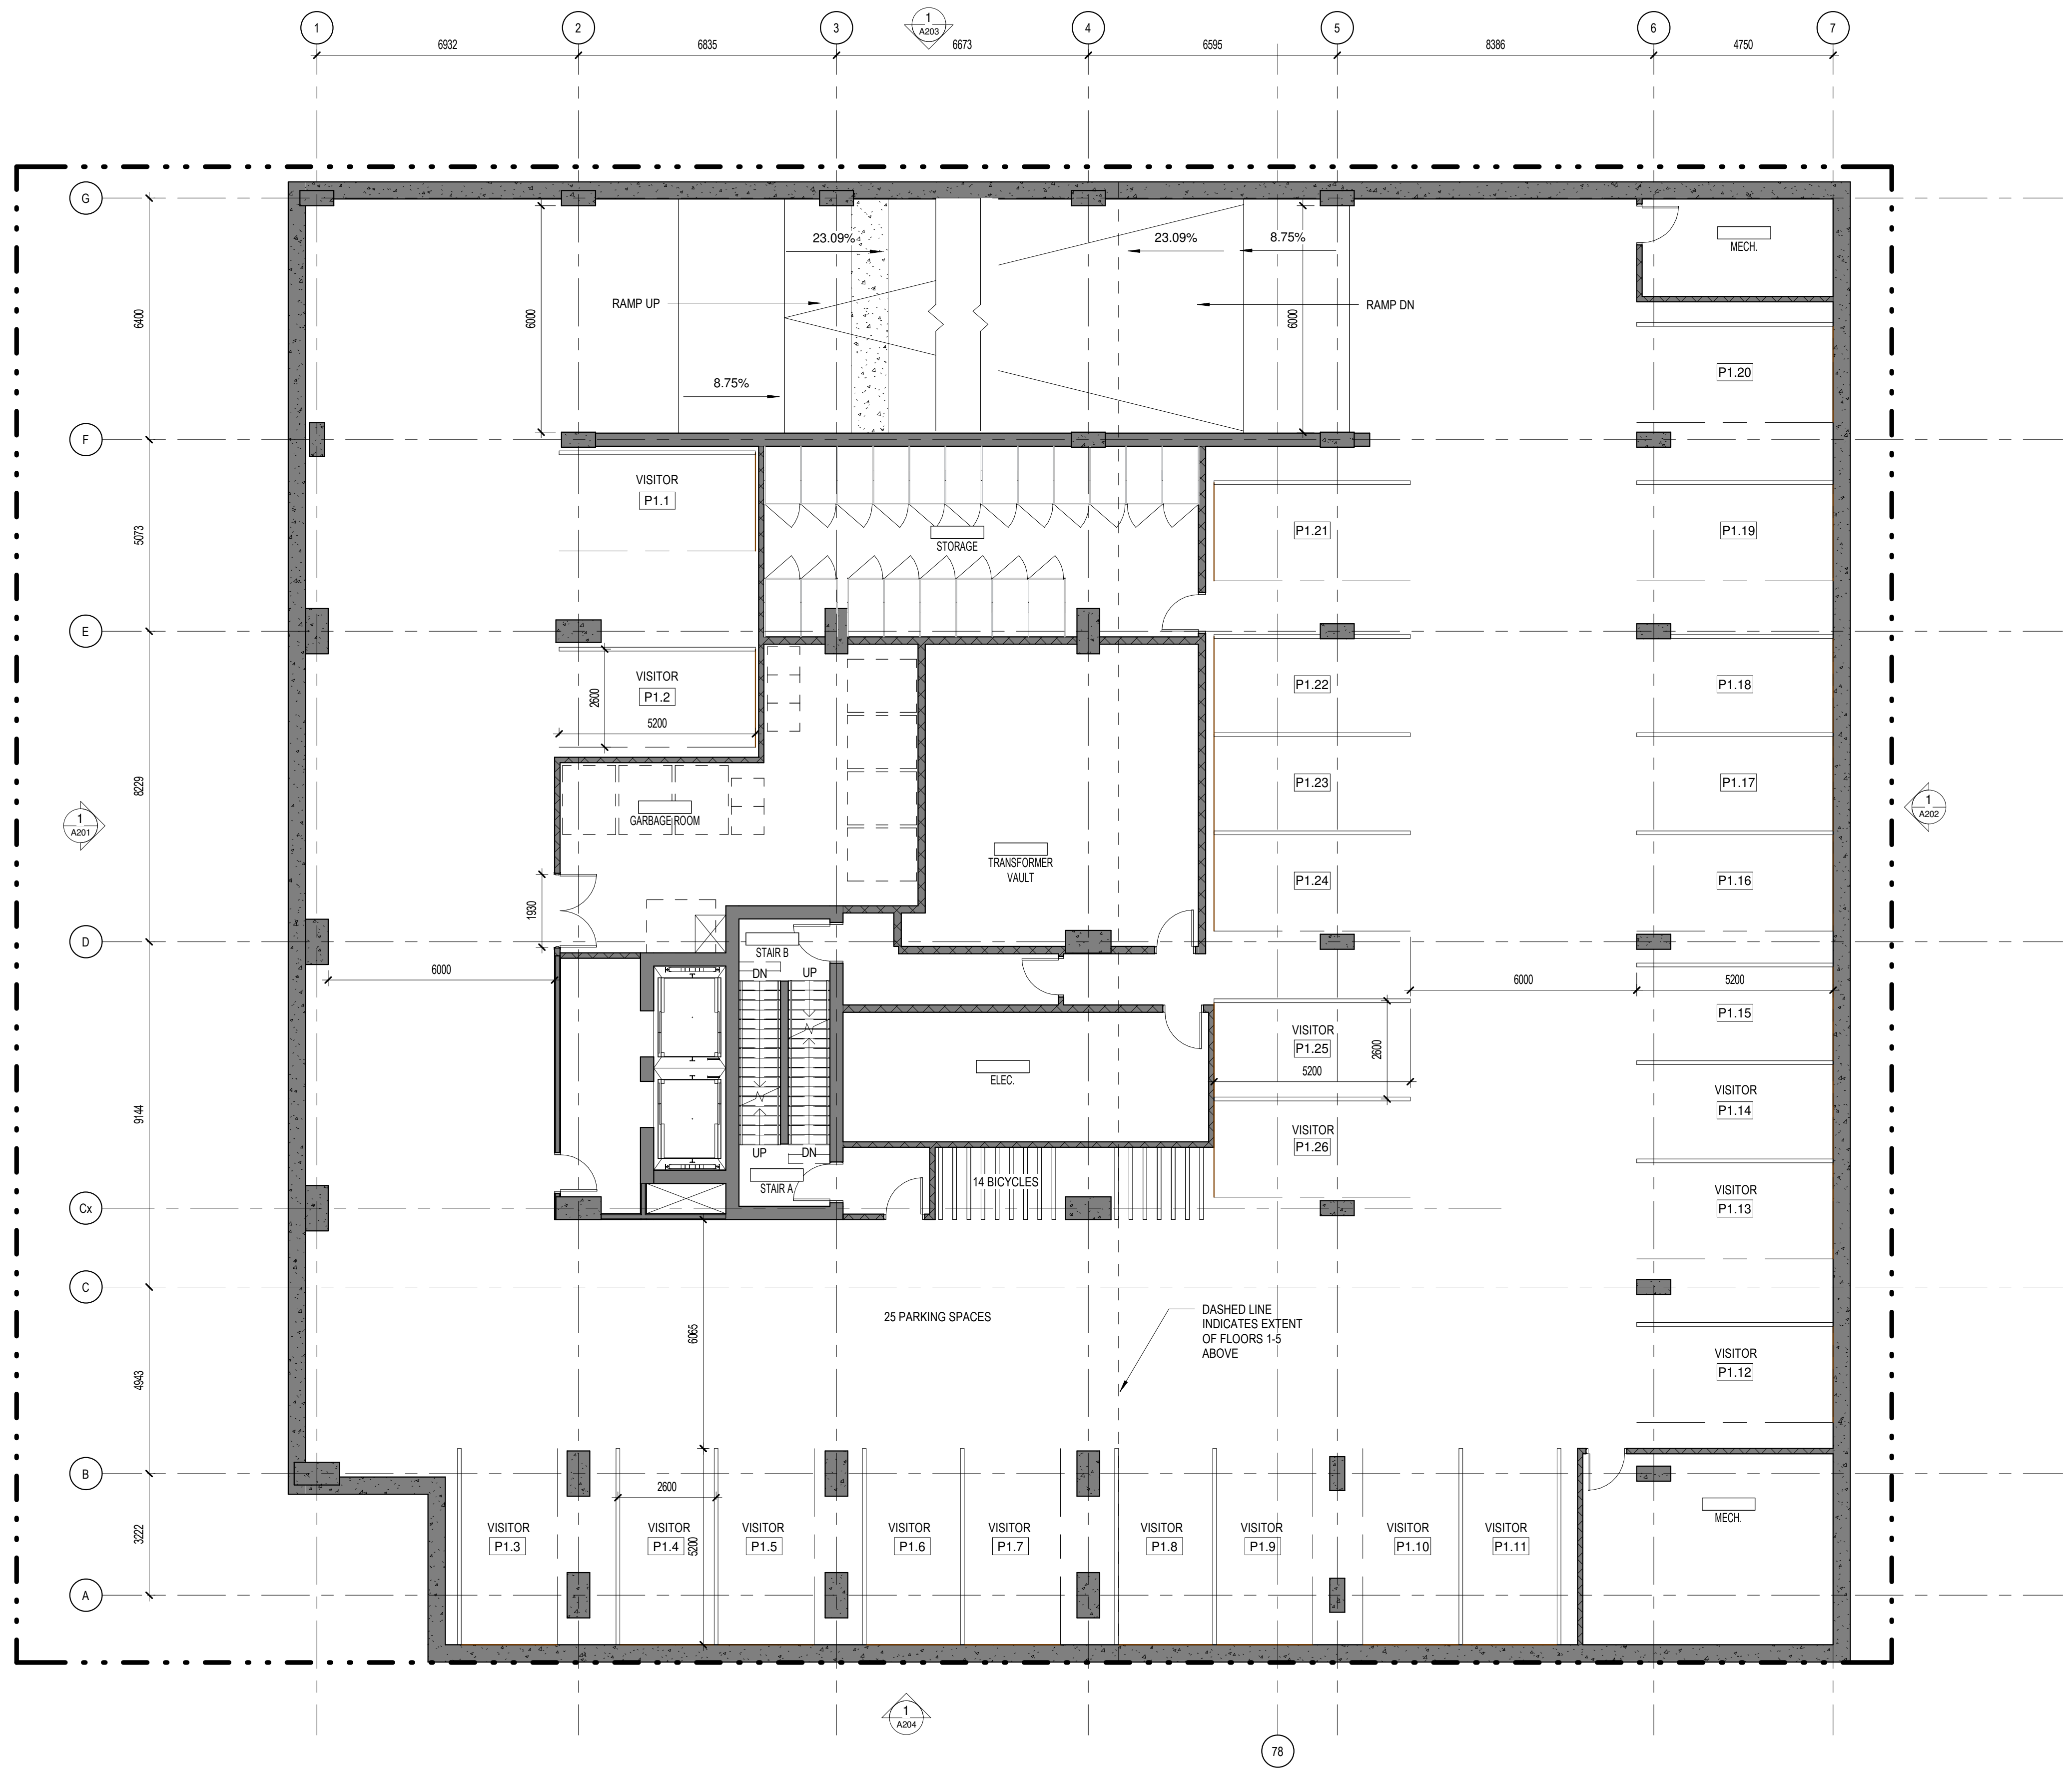 1
2
3
1
A203
4
5
6
7
6932
6835
6673
6595
8386
4750
G
23.09%
23.09%
8.75%
MECH.
RAMP UP
RAMP DN
6400
6000
6000
P1.20
8.75%
F
VISITOR
P1.1
5073
STORAGE
P1.21
P1.19
E
VISITOR
P1.2
2600
5200
P1.22
P1.18
8229
P1.23
P1.17
1
A201
1
A202
GARBAGE ROOM
TRANSFORMER
VAULT
P1.24
P1.16
1930
D
STAIR B
6000
DN
UP
6000
5200
P1.15
VISITOR
P1.25
2600
5200
ELEC.
9144
VISITOR
P1.14
VISITOR
P1.26
UP
DN
STAIR A
14 BICYCLES
VISITOR
P1.13
Cx
C
25 PARKING SPACES
DASHED LINE
INDICATES EXTENT
OF FLOORS 1-5
ABOVE
6065
VISITOR
P1.12
4943
B
2600
MECH.
3222
VISITOR
P1.3
VISITOR
P1.4
5200
VISITOR
P1.5
VISITOR
P1.6
VISITOR
P1.7
VISITOR
P1.8
VISITOR
P1.9
VISITOR
P1.10
VISITOR
P1.11
A
1
A204
78